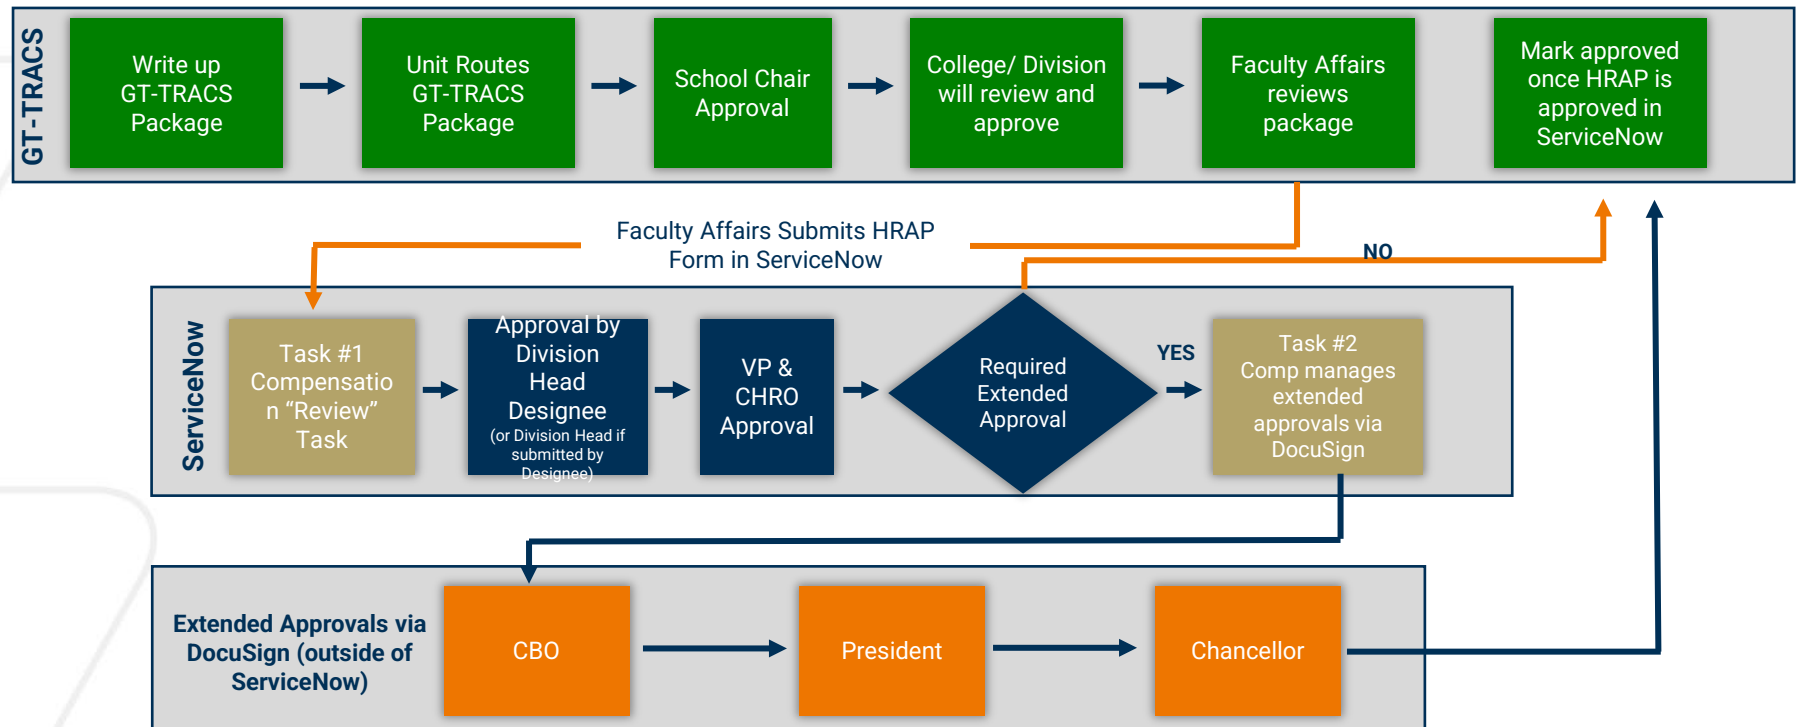 GT-TRACS
Write up
GT-TRACS
Package
Unit Routes
GT-TRACS
Package
School Chair
Approval
College/ Division
will review and
approve
Faculty Affairs
reviews
package
Mark approved
once HRAP is
approved in
ServiceNow
Faculty Affairs Submits HRAP
Form in ServiceNow
NO
ServiceNow
Task #1
Compensatio
n “Review”
Task
Approval by
Division
Head
Designee
(or Division Head if
submitted by
Designee)
VP &
CHRO
Approval
Required
Extended
Approval
YES
Task #2
Comp manages
extended
approvals via
DocuSign
Extended Approvals via
DocuSign (outside of
ServiceNow)
CBO
President
Chancellor